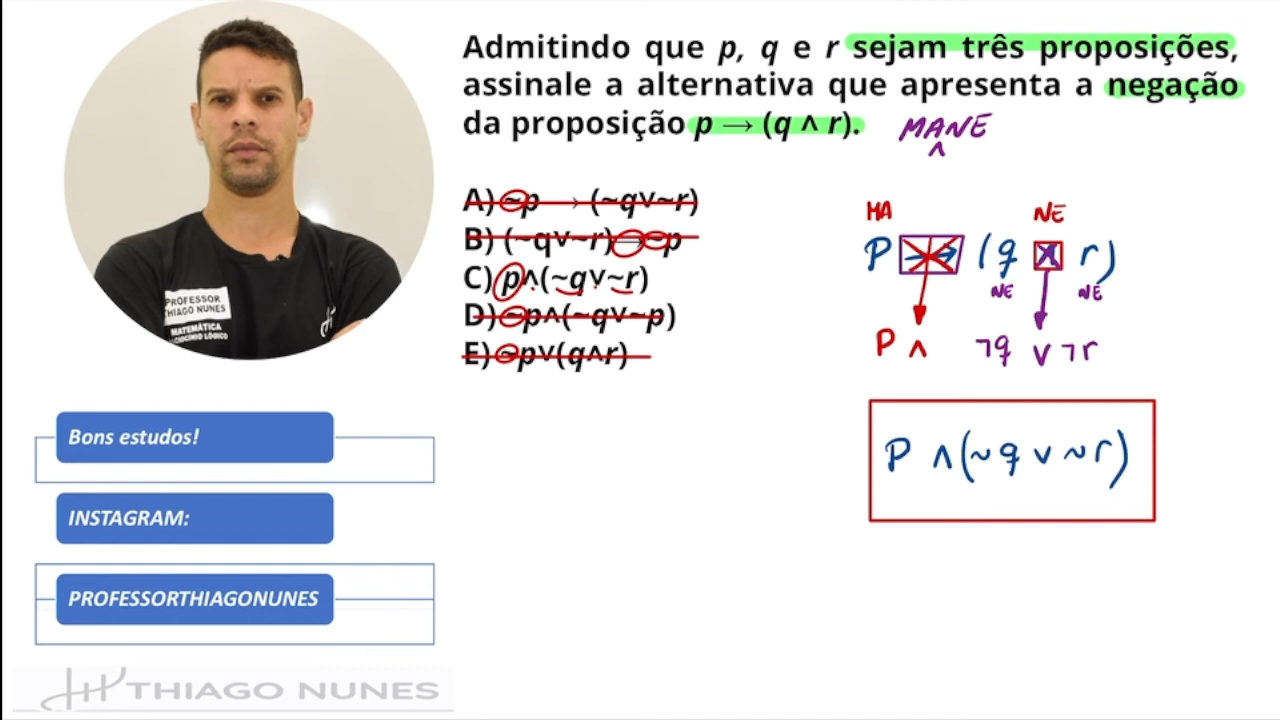 Admitindo que p, q e r sejam três proposições,
assinale a alternativa que apresenta a negação
da proposição p → (q ∧ r).
MANE
∧
A) ~p → (~q∨~r)
B) (~q∨~r)→~p
C) p∧(~q∨~r)
D) ~p∧(~q∨~p)
E) ~p∨(q∧r)
MA NE
P → (q ∧ r)
NE NE
P ∧ ¬q ∨ ¬r
P ∧(~q ∨ ~r)
PROFESSOR
THIAGO NUNES
MATEMÁTICA
RACIOCÍNIO LÓGICO
Bons estudos!
INSTAGRAM:
PROFESSORTHIAGONUNES
THIAGO NUNES